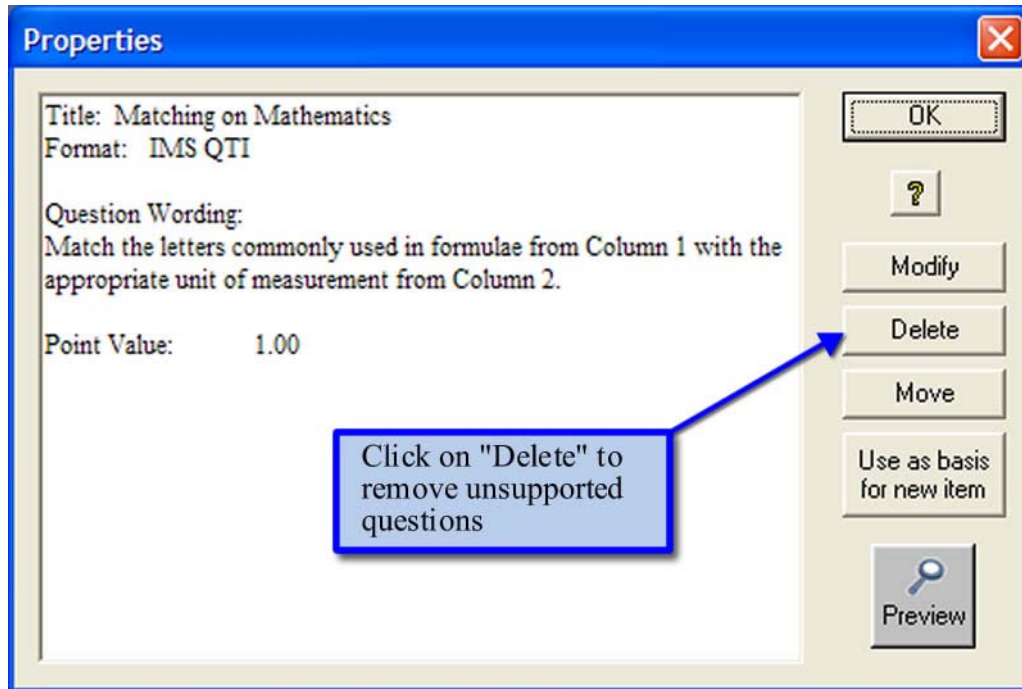 Properties
Title: Matching on Mathematics
Format: IMS QTI
Question Wording:
Match the letters commonly used in formulae from Column 1 with the
appropriate unit of measurement from Column 2.
Point Value: 1.00
OK
?
Modify
Delete
Move
Use as basis
for new item
Preview
Click on "Delete" to
remove unsupported
questions